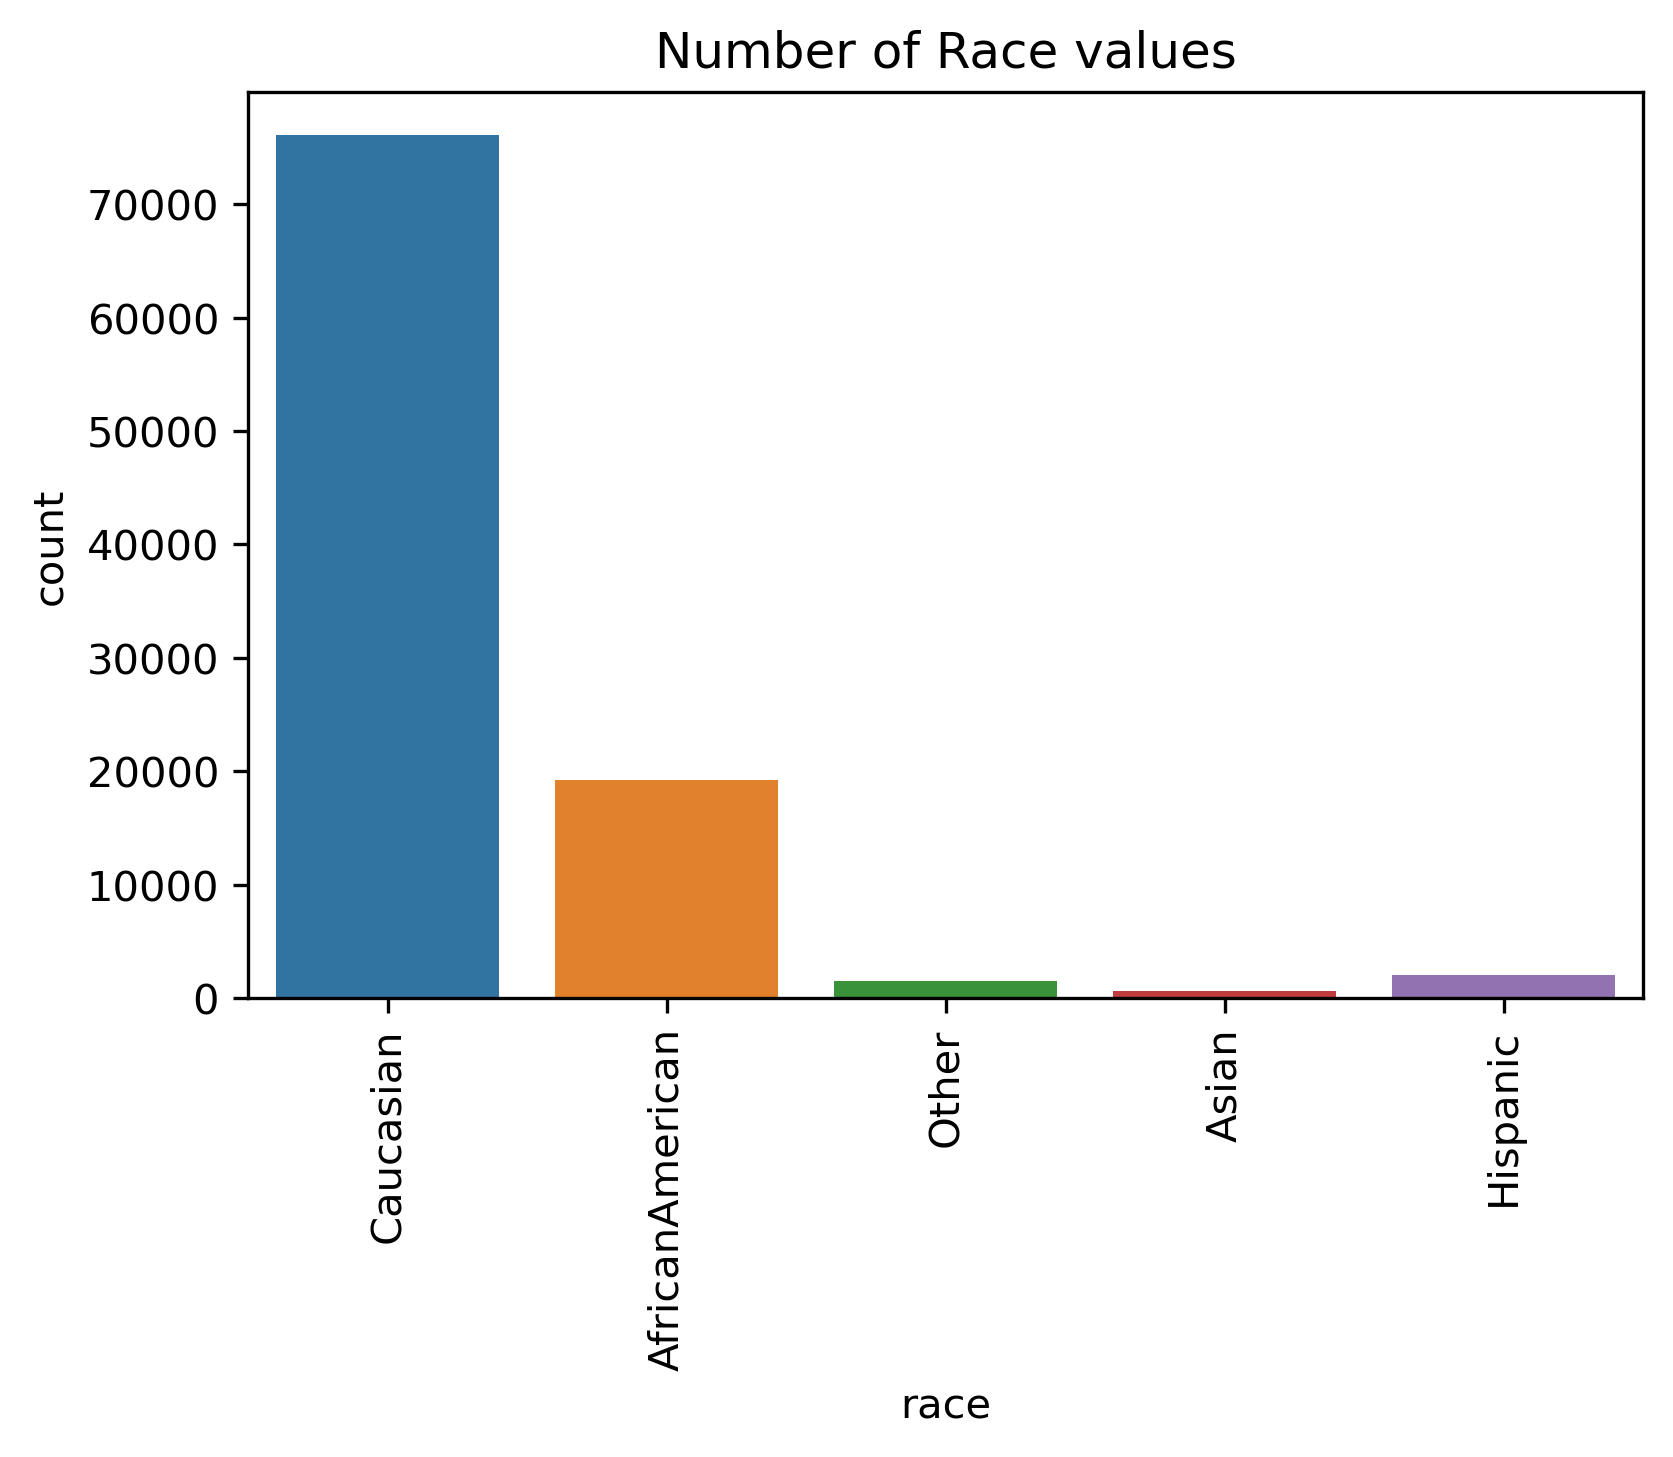 Number of Race values
70000
60000
50000
40000
30000
20000
10000
0
count
Caucasian
AfricanAmerican
Other
Asian
Hispanic
race